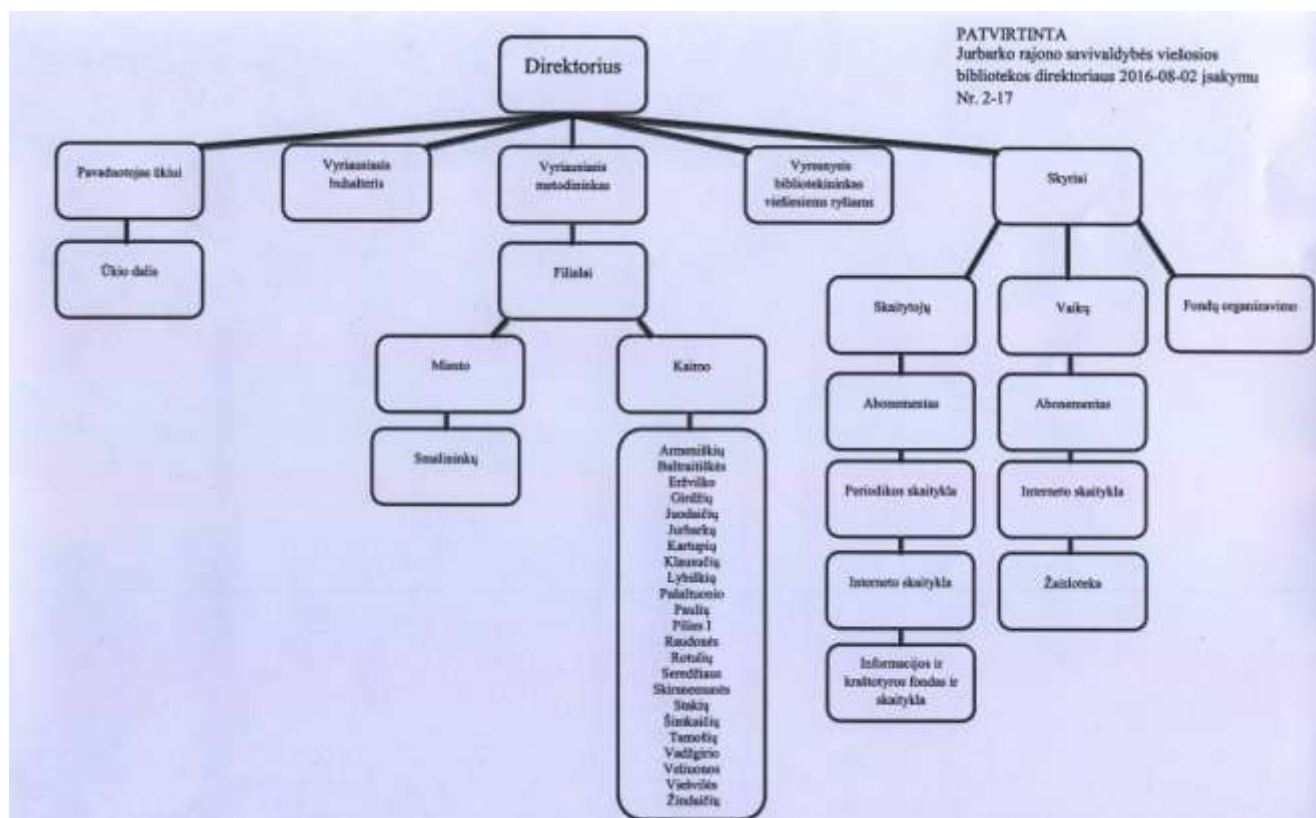 PATVIRTINTA
Jurbarko rajono savivaldybės viešosios
bibliotekos direktoriaus 2016-08-02 įsakymu
Nr. 2-17
Direktorius
Pavaduotojas ūkiui
Vyriausiasis
buhalteris
Vyriausiasis
metodininkas
Vyresnysis
bibliotekininkas
viešiesiems ryšiams
Skyriai
Ūkio dalis
Filialai
Skaitytojų
Vaikų
Fondų organizavimo
Miesto
Kaimo
Abonementas
Abonementas
Smalininkų
Armeniškių
Baltraitiškės
Eržvilko
Girdžių
Juodaičių
Jurbarkų
Kartupių
Klausučių
Lybiškių
Pašaltuonio
Paulių
Pilies I
Raudonės
Rotulių
Seredžiaus
Skirsnemunės
Stakių
Šimkaičių
Tamošių
Vadžgirio
Veliuonos
Viešvilės
Žindaičių
Periodikos skaitykla
Interneto skaitykla
Interneto skaitykla
Žaisloteka
Informacijos ir
kraštotyros fondas ir
skaitykla